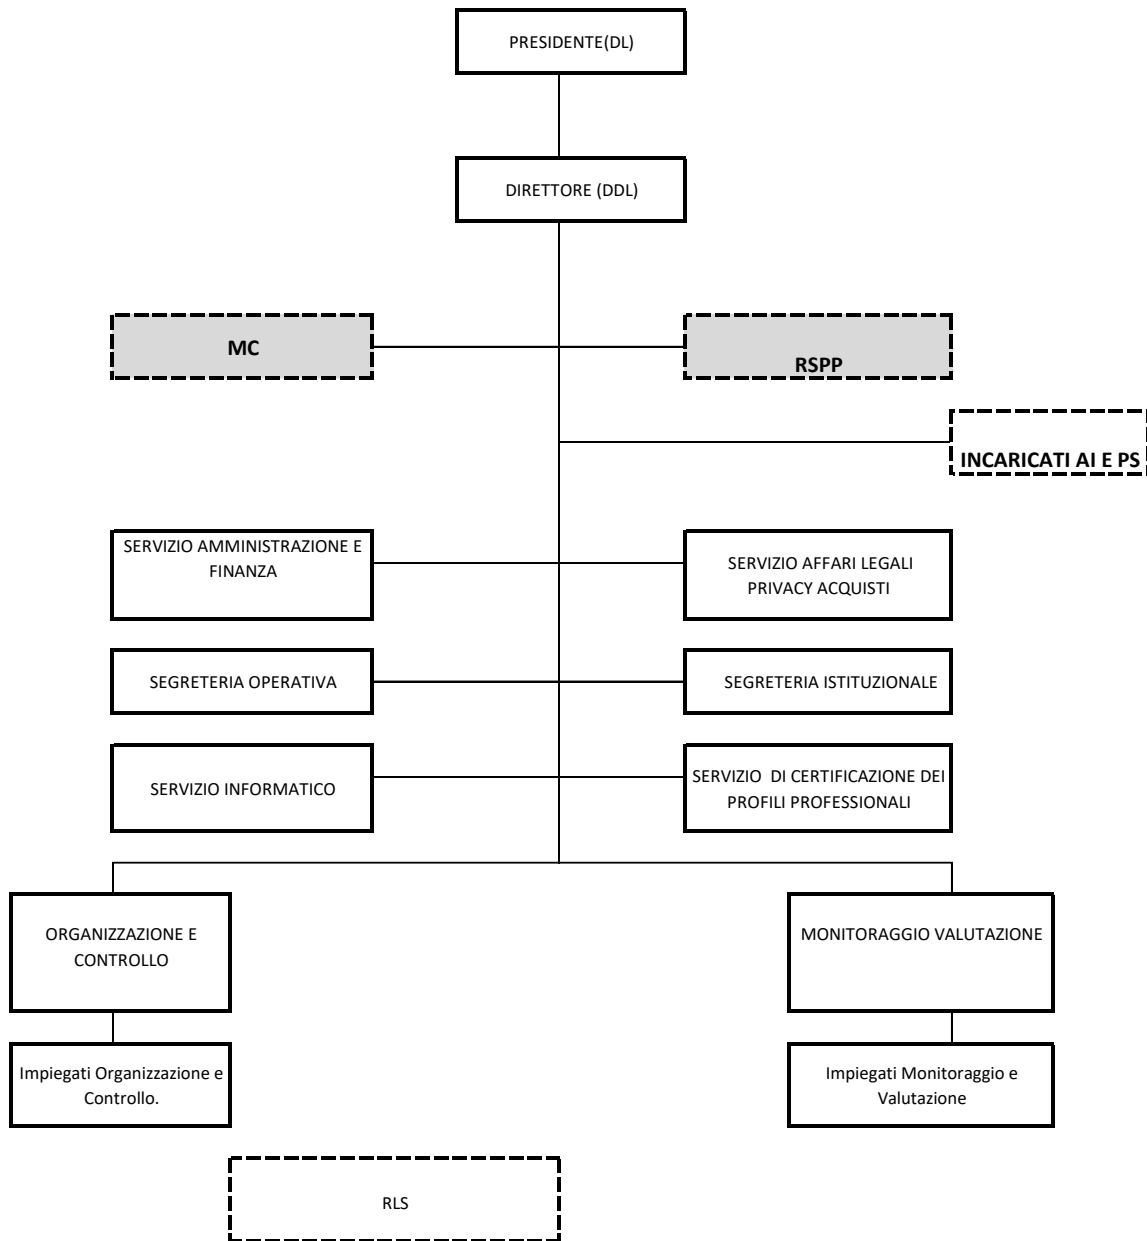 PRESIDENTE(DL)
DIRETTORE (DDL)
MC
RSPP
INCARICATI AI E PS
SERVIZIO AMMINISTRAZIONE E
FINANZA
SERVIZIO AFFARI LEGALI
PRIVACY ACQUISTI
SEGRETERIA OPERATIVA
SEGRETERIA ISTITUZIONALE
SERVIZIO INFORMATICO
SERVIZIO  DI CERTIFICAZIONE DEI
PROFILI PROFESSIONALI
ORGANIZZAZIONE E
CONTROLLO
MONITORAGGIO VALUTAZIONE
Impiegati Organizzazione e
Controllo.
Impiegati Monitoraggio e
Valutazione
RLS